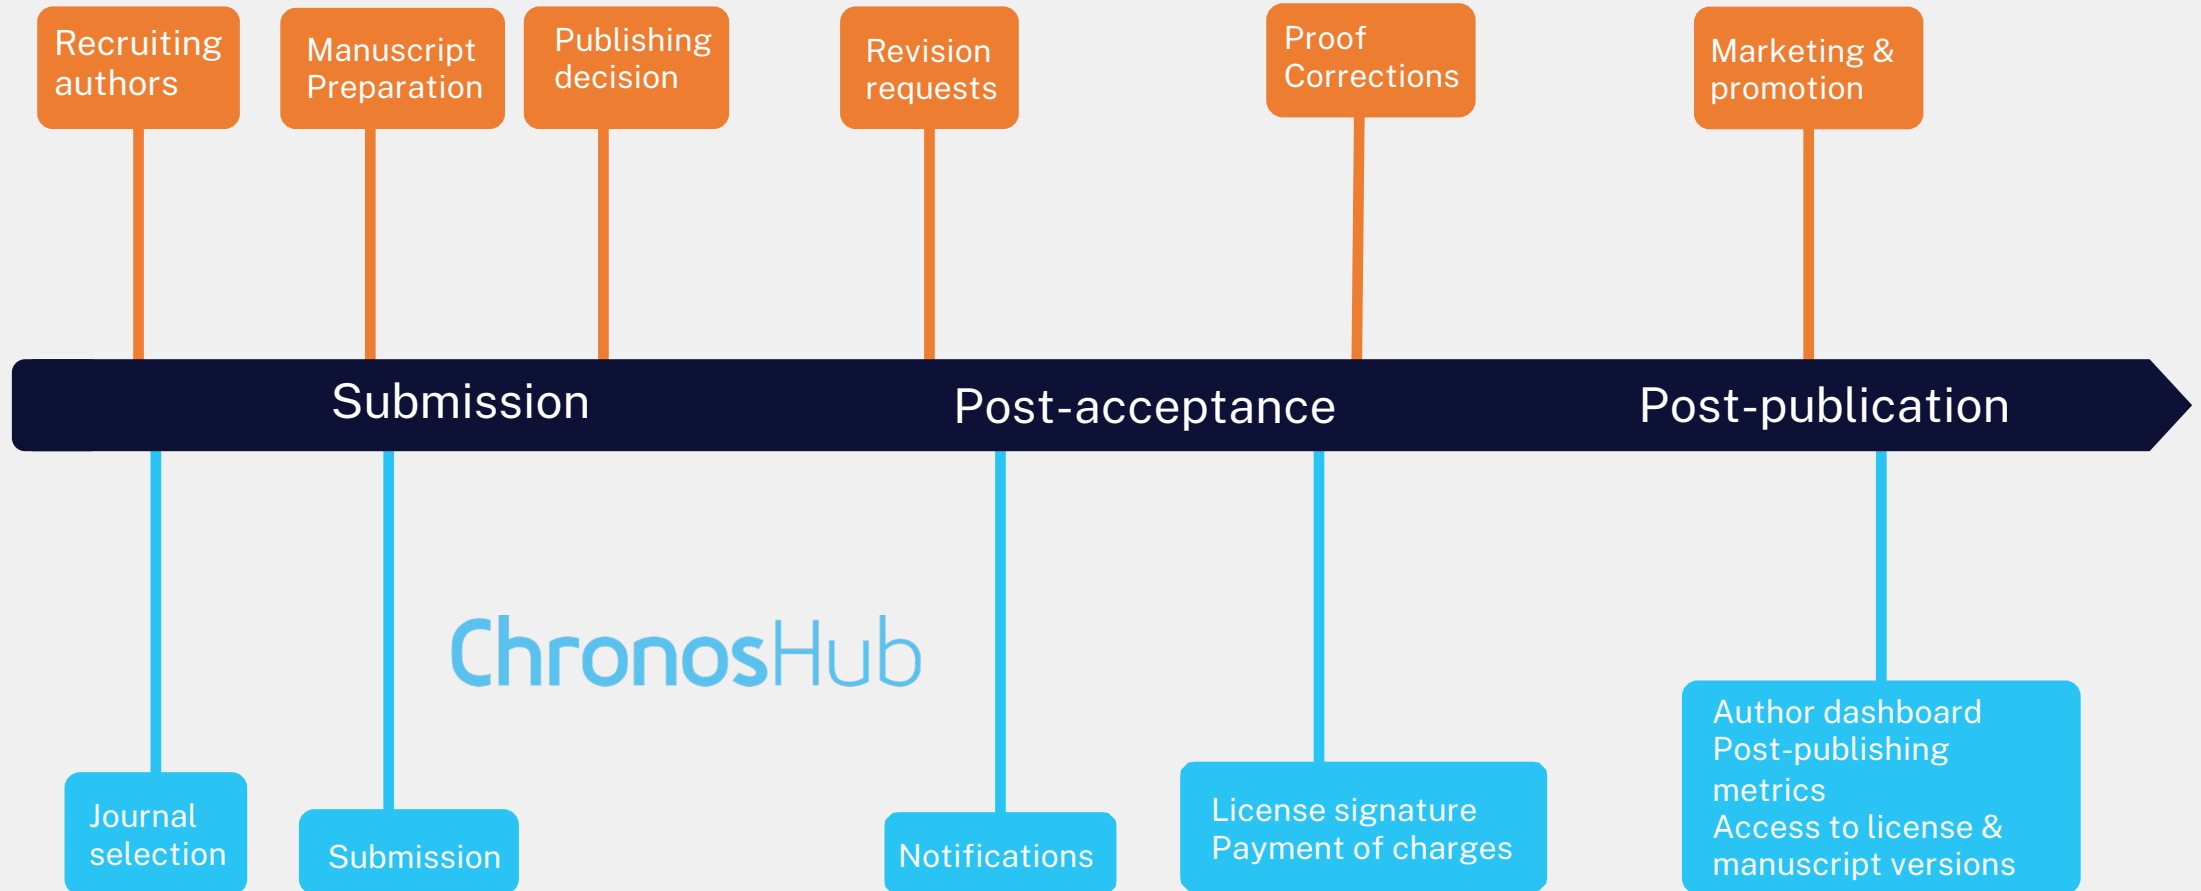 Recruiting
authors
Manuscript
Preparation
Publishing
decision
Revision
requests
Proof
Corrections
Marketing &
promotion
Submission
Post-acceptance
Post-publication
ChronosHub
Journal
selection
Submission
Notifications
License signature
Payment of charges
Author dashboard
Post-publishing
metrics
Access to license &
manuscript versions